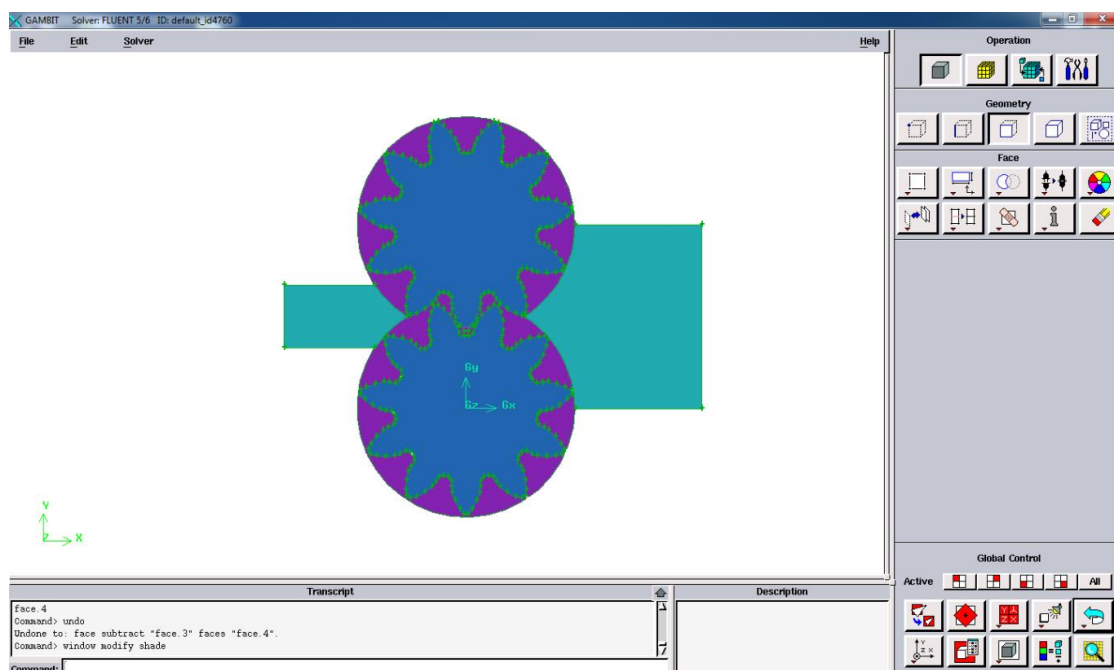 GAMBIT Solver: FLUENT 5/6 ID: default_id4760
File Edit Solver Help
Operation
Geometry
Face
Gy
Gz Gx
Y
Z X
Global Control
Active All
Transcript Description
face.4
Command> undo
Undone to: face subtract "face.3" faces "face.4".
Command> window modify shade
Command: